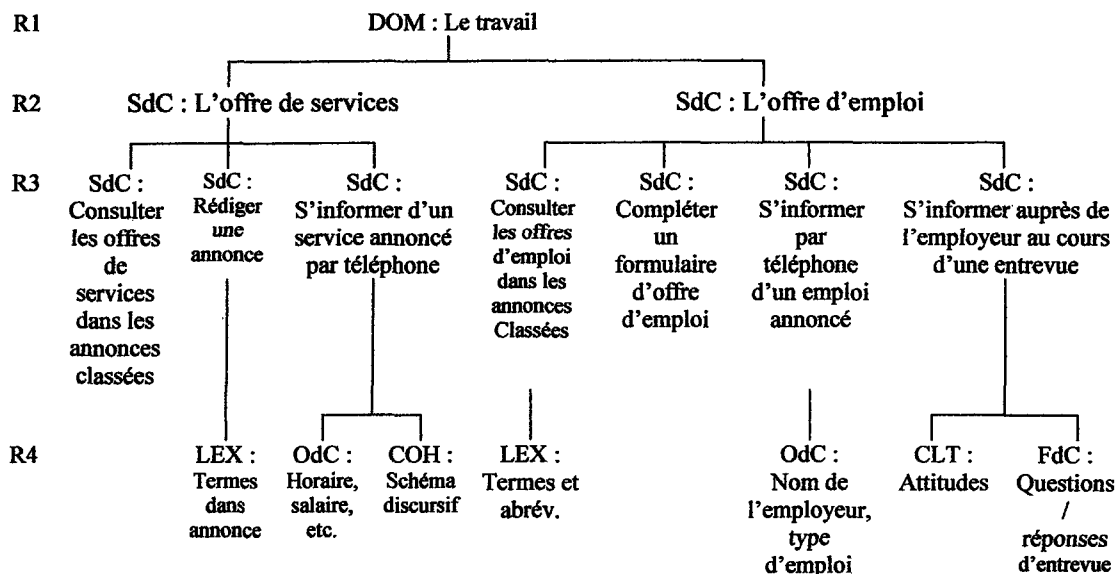 R1
DOM : Le travail
R2
SdC : L'offre de services
SdC : L'offre d'emploi
R3
SdC :
Consulter
les offres
de
services
dans les
annonces
classées
SdC :
Rédiger
une
annonce
SdC :
S'informer d'un
service annoncé
par téléphone
SdC :
Consulter
les offres
d'emploi
dans les
annonces
Classées
SdC :
Compléter
un
formulaire
d'offre
d'emploi
SdC :
S'informer
par
téléphone
d'un emploi
annoncé
SdC :
S'informer auprès de
l'employeur au cours
d'une entrevue
R4
LEX :
Termes
dans
annonce
OdC :
Horaire,
salaire,
etc.
COH :
Schéma
discursif
LEX :
Termes et
abrév.
OdC :
Nom de
l'employeur,
type
d'emploi
CLT :
Attitudes
FdC :
Questions
/
réponses
d'entrevue